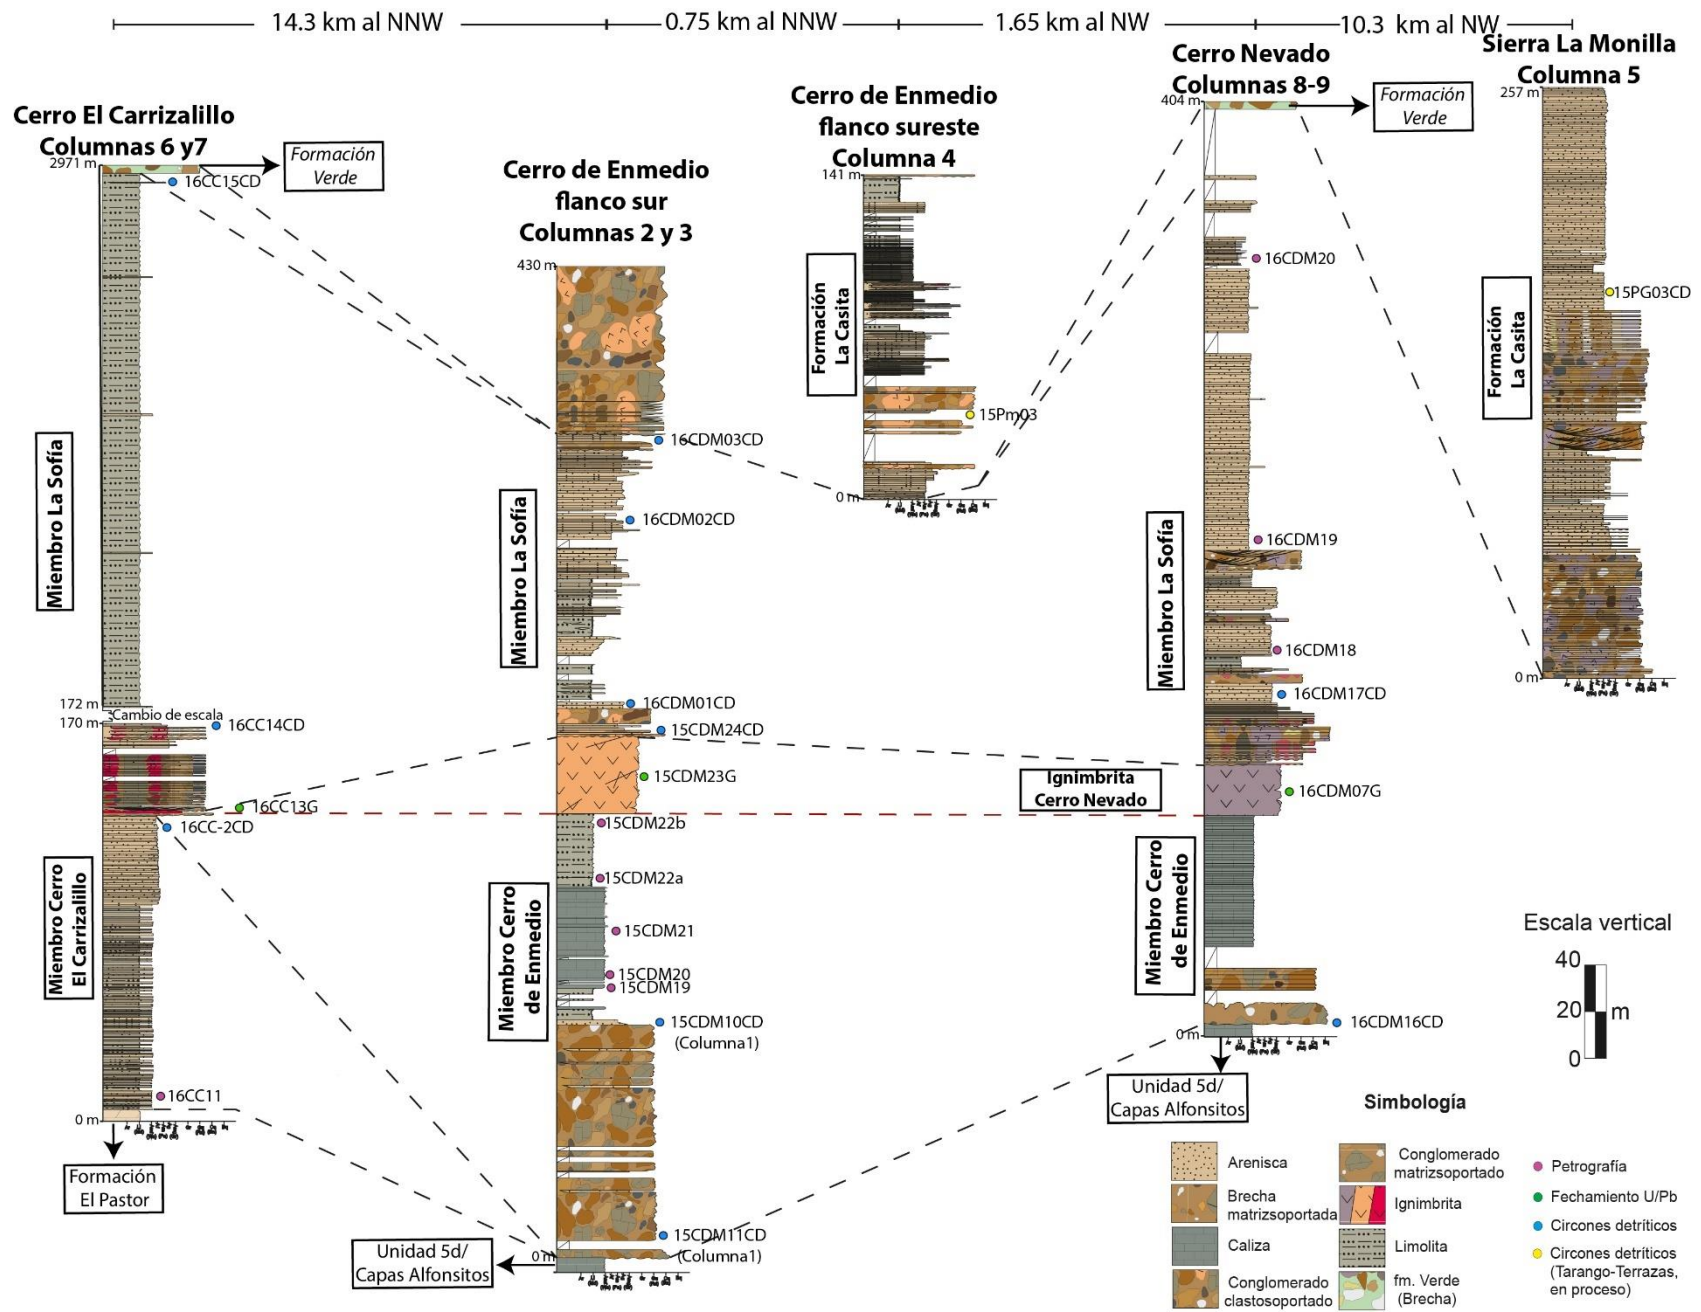 14.3 km al NNW
0.75 km al NNW
1.65 km al NW
10.3 km al NW
Cerro El Carrizalillo
Columnas 6 y7
2971 m
Formación
Verde
16CC15CD
Miembro La Sofía
172 m
170 m
Cambio de escala
16CC14CD
16CC13G
16CC-2CD
Miembro Cerro
El Carrizalillo
16CC11
0 m
Formación
El Pastor
Cerro de Enmedio
flanco sur
Columnas 2 y 3
430 m
16CDM03CD
16CDM02CD
Miembro La Sofía
16CDM01CD
15CDM24CD
15CDM23G
15CDM22b
15CDM22a
15CDM21
15CDM20
15CDM19
Miembro Cerro
de Enmedio
15CDM10CD
(Columna1)
15CDM11CD
(Columna1)
0 m
Unidad 5d/
Capas Alfonsitos
Cerro de Enmedio
flanco sureste
Columna 4
141 m
Formación
La Casita
15Pm03
0 m
Cerro Nevado
Columnas 8-9
404 m
Formación
Verde
16CDM20
16CDM19
Miembro La Sofía
16CDM18
16CDM17CD
Ignimbrita
Cerro Nevado
16CDM07G
Miembro Cerro
de Enmedio
16CDM16CD
0 m
Unidad 5d/
Capas Alfonsitos
Sierra La Monilla
Columna 5
257 m
15PG03CD
Formación
La Casita
0 m
Escala vertical
40
20
0
m
Simbología
Arenisca
Brecha
matrizsoportada
Caliza
Conglomerado
clastosoportado
Conglomerado
matrizsoportado
Ignimbrita
Limolita
fm. Verde
(Brecha)
Petrografía
Fechamiento U/Pb
Circones detríticos
Circones detríticos
(Tarango-Terrazas,
en proceso)